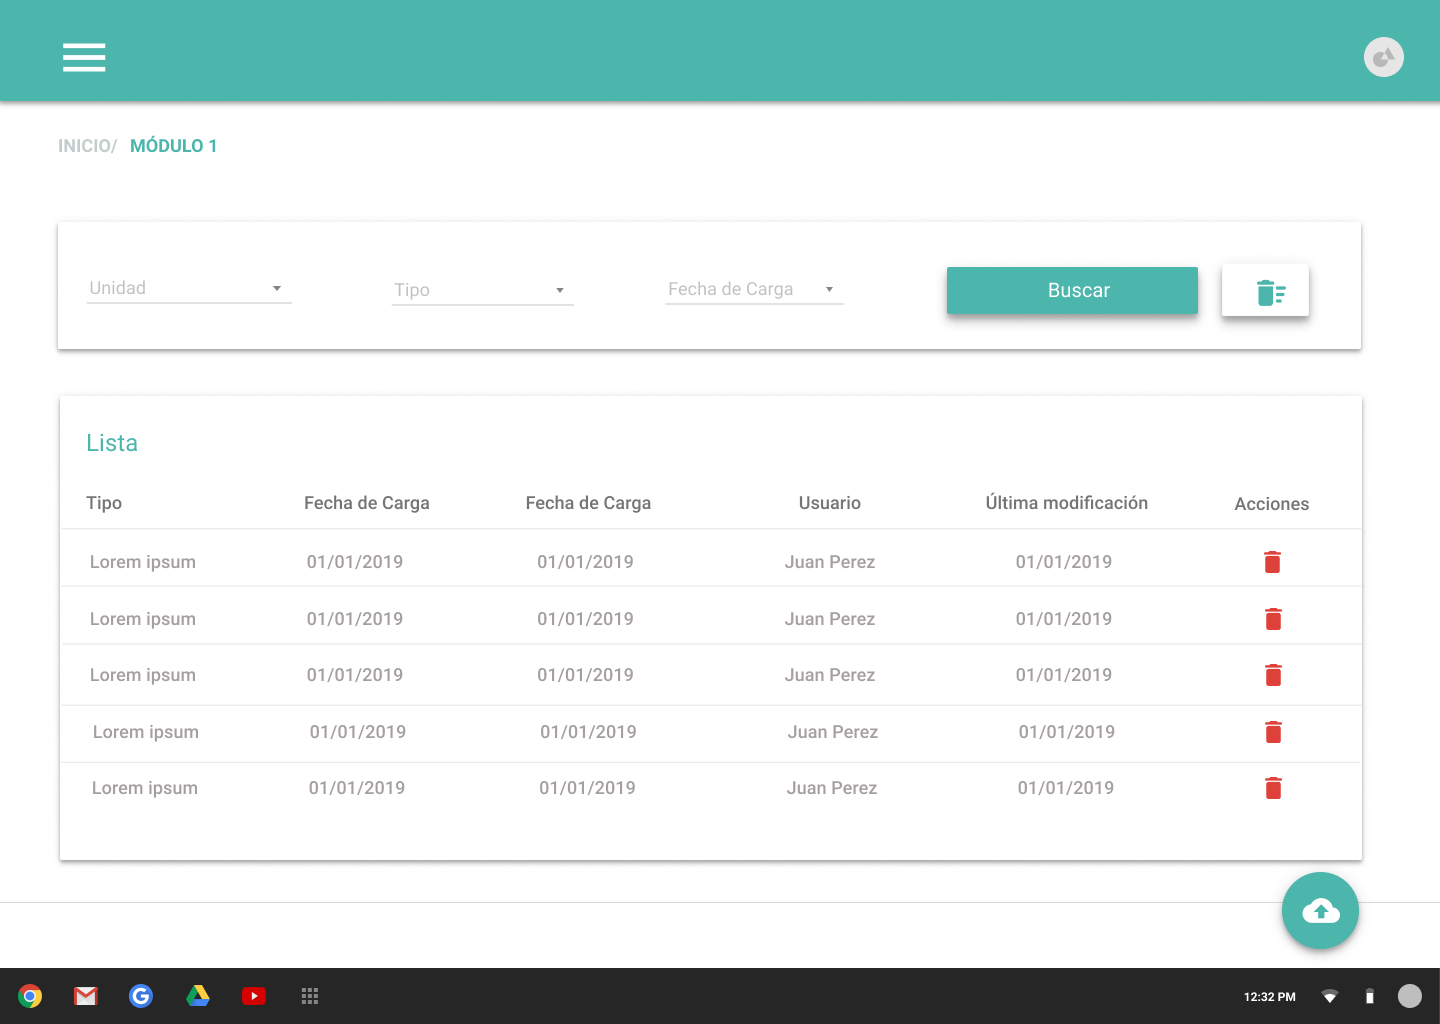 INICIO/ MÓDULO 1
Unidad Tipo Fecha de Carga Buscar
Lista
Tipo Fecha de Carga Fecha de Carga Usuario Última modificación Acciones
Lorem ipsum 01/01/2019 01/01/2019 Juan Perez 01/01/2019
Lorem ipsum 01/01/2019 01/01/2019 Juan Perez 01/01/2019
Lorem ipsum 01/01/2019 01/01/2019 Juan Perez 01/01/2019
Lorem ipsum 01/01/2019 01/01/2019 Juan Perez 01/01/2019
Lorem ipsum 01/01/2019 01/01/2019 Juan Perez 01/01/2019
12:32 PM